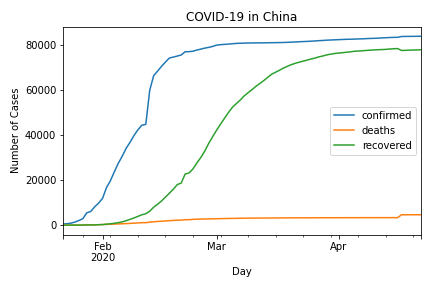 COVID-19 in China
Number of Cases
80000
60000
40000
20000
0
confirmed
deaths
recovered
Feb
2020
Mar
Apr
Day